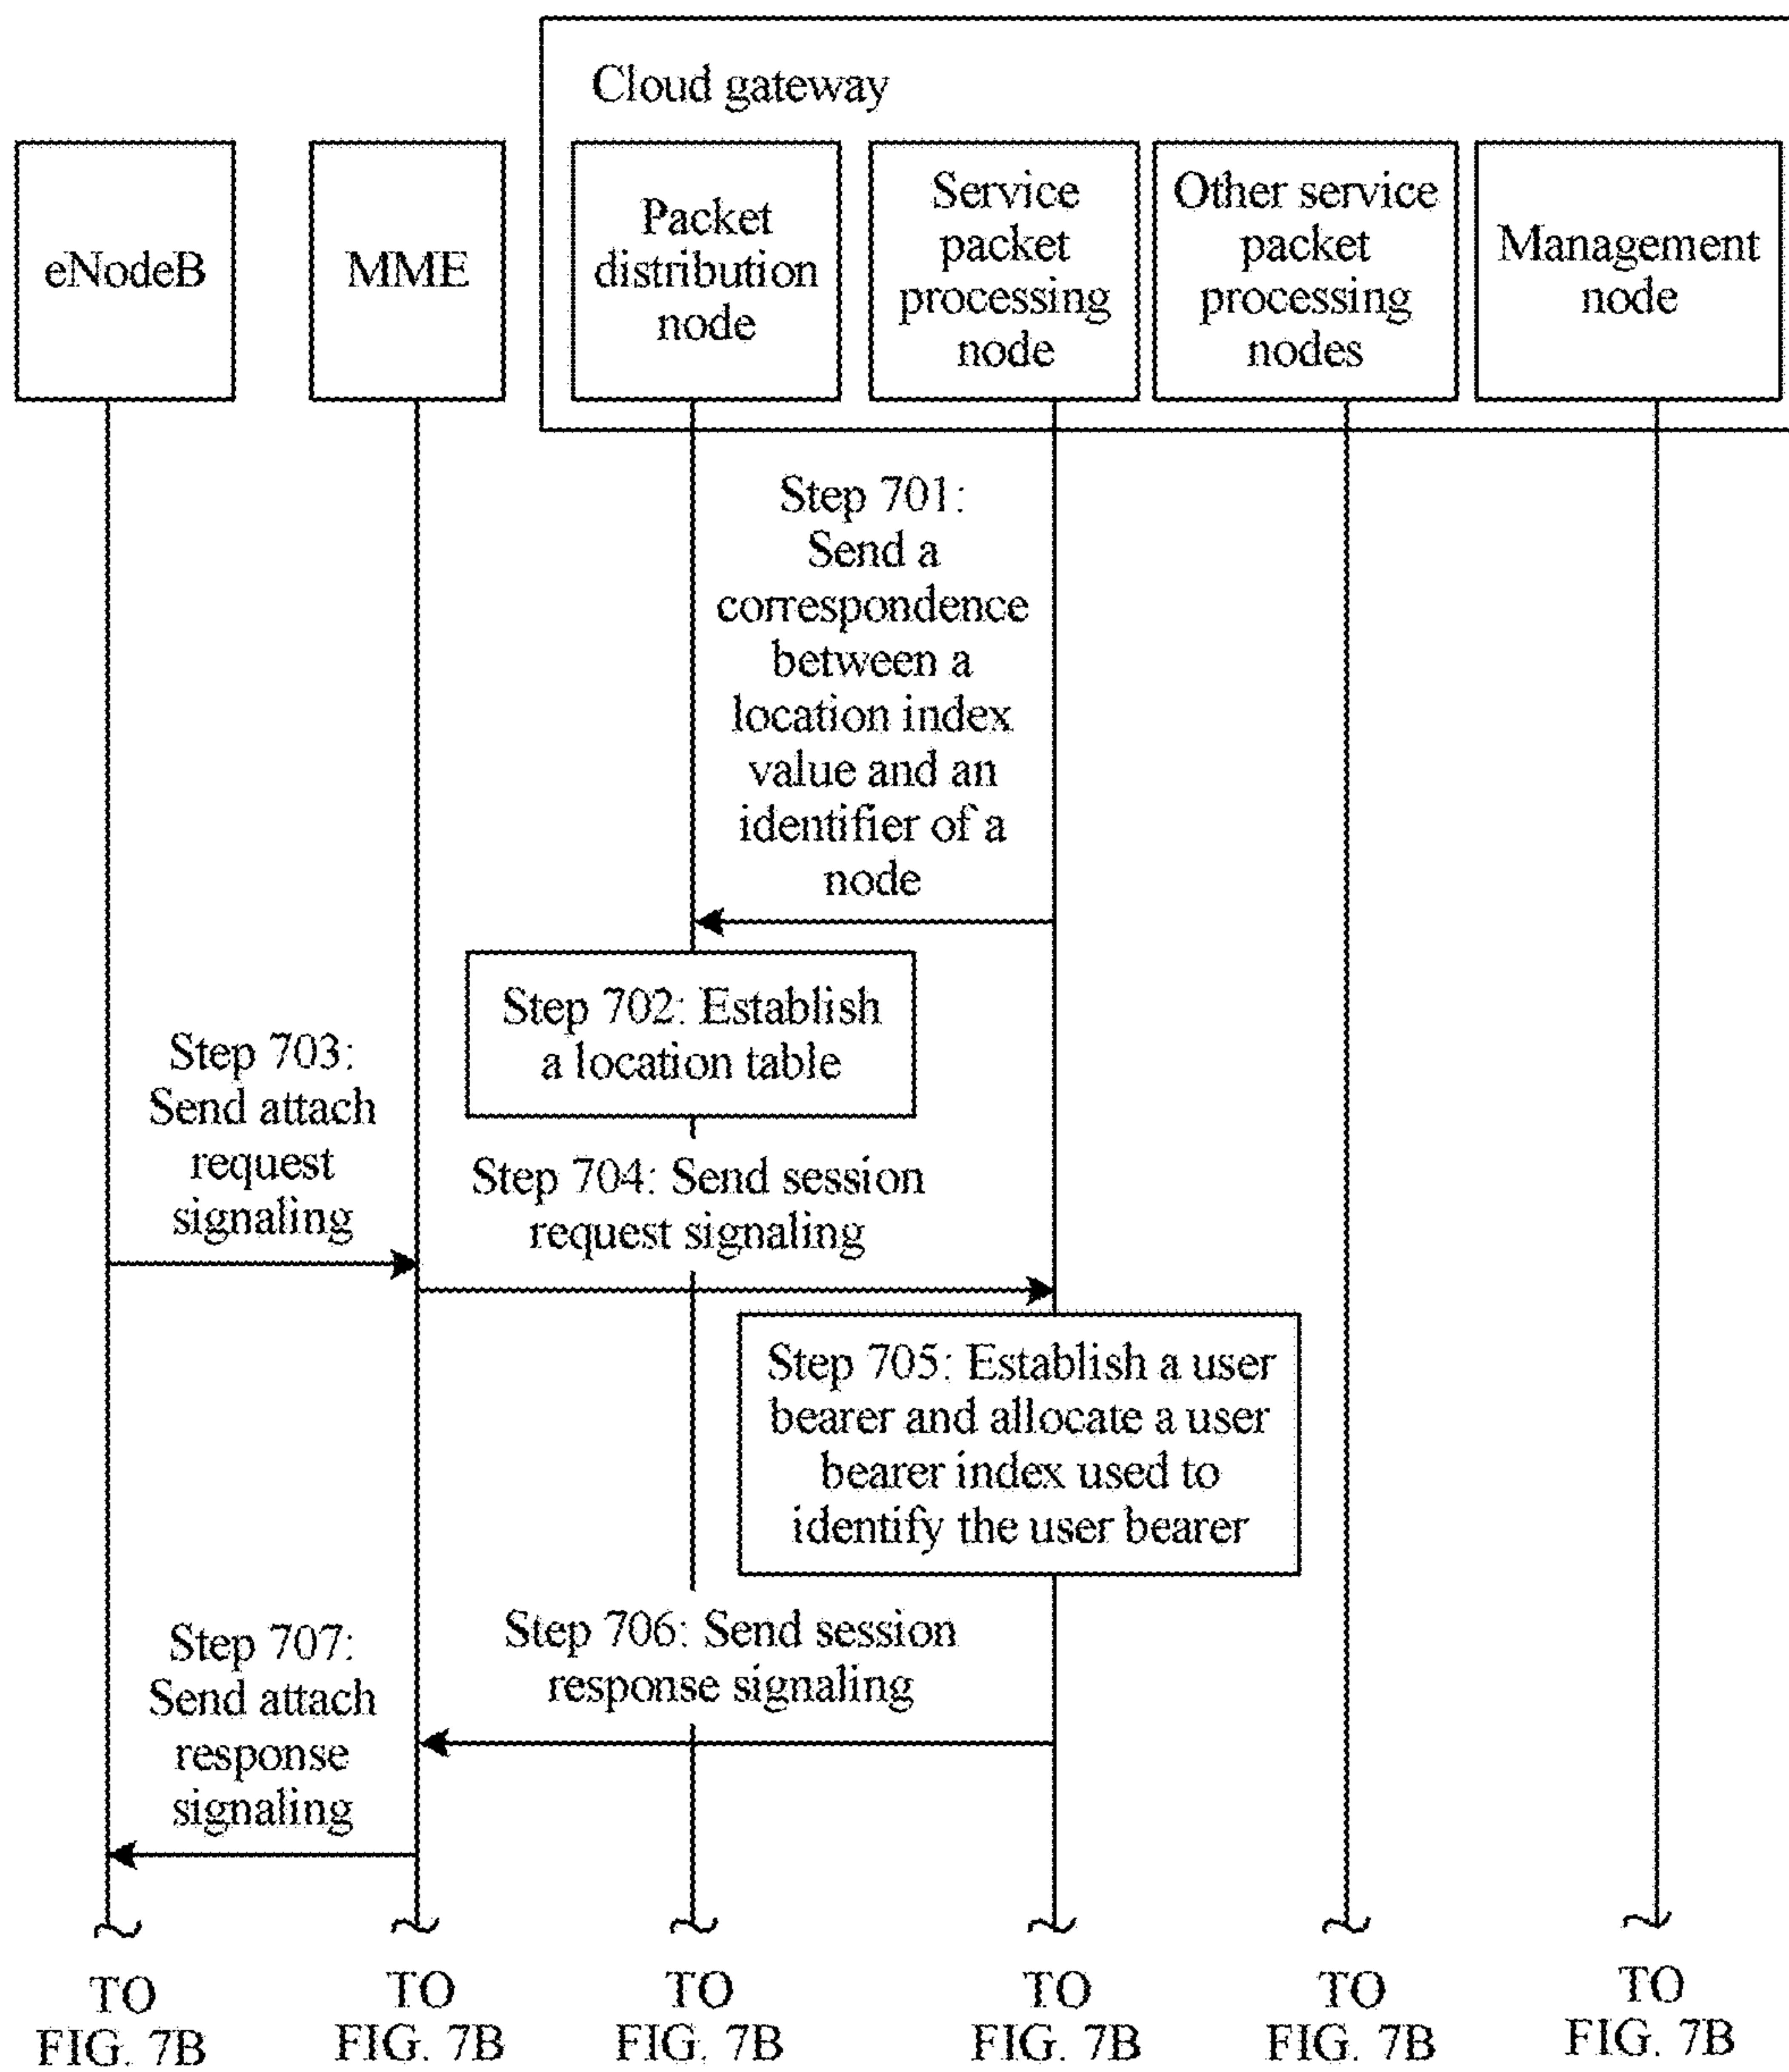 Cloud gateway
eNodeB
MME
Packet
distribution
node
Service
packet
processing
node
Other service
packet
processing
nodes
Management
node
Step 701:
Send a
correspondence
between a
location index
value and an
identifier of a
node
Step 702: Establish
a location table
Step 703:
Send attach
request
signaling
Step 704: Send session
request signaling
Step 705: Establish a user
bearer and allocate a user
bearer index used to
identify the user bearer
Step 706: Send session
response signaling
Step 707:
Send attach
response
signaling
TO
FIG. 7B
TO
FIG. 7B
TO
FIG. 7B
TO
FIG. 7B
TO
FIG. 7B
TO
FIG. 7B